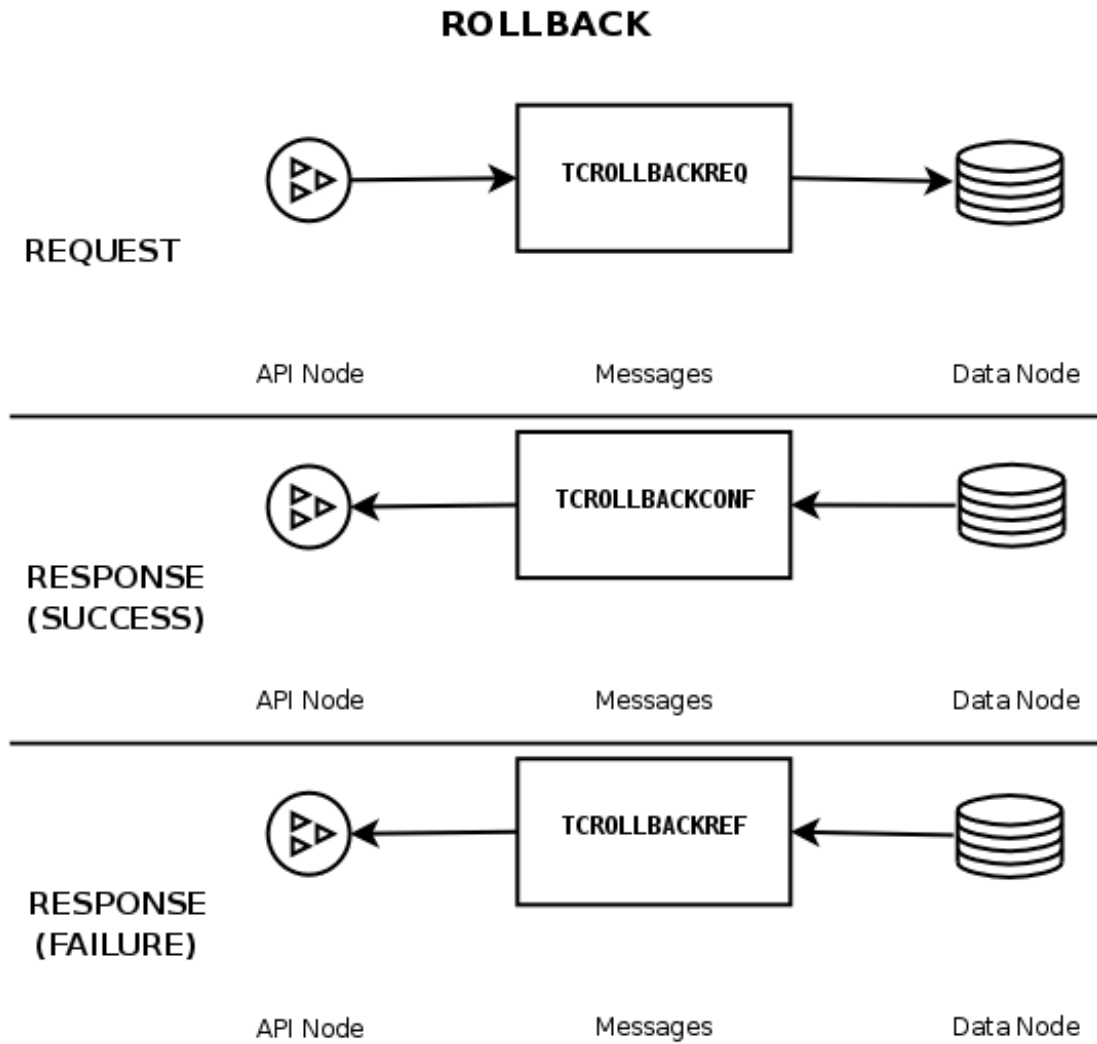 ROLLBACK
TCROLLBACKREQ
REQUEST
API Node
Messages
Data Node
TCROLLBACKCONF
RESPONSE
(SUCCESS)
API Node
Messages
Data Node
TCROLLBACKREF
RESPONSE
(FAILURE)
API Node
Messages
Data Node